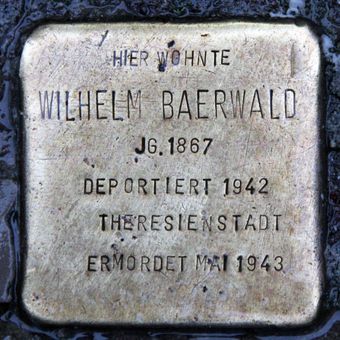 HIER WOHNTE
WILHELM BAERWALD
JG. 1867
DEPORTIERT 1942
THERESIENSTADT
ERMORDET MAI 1943